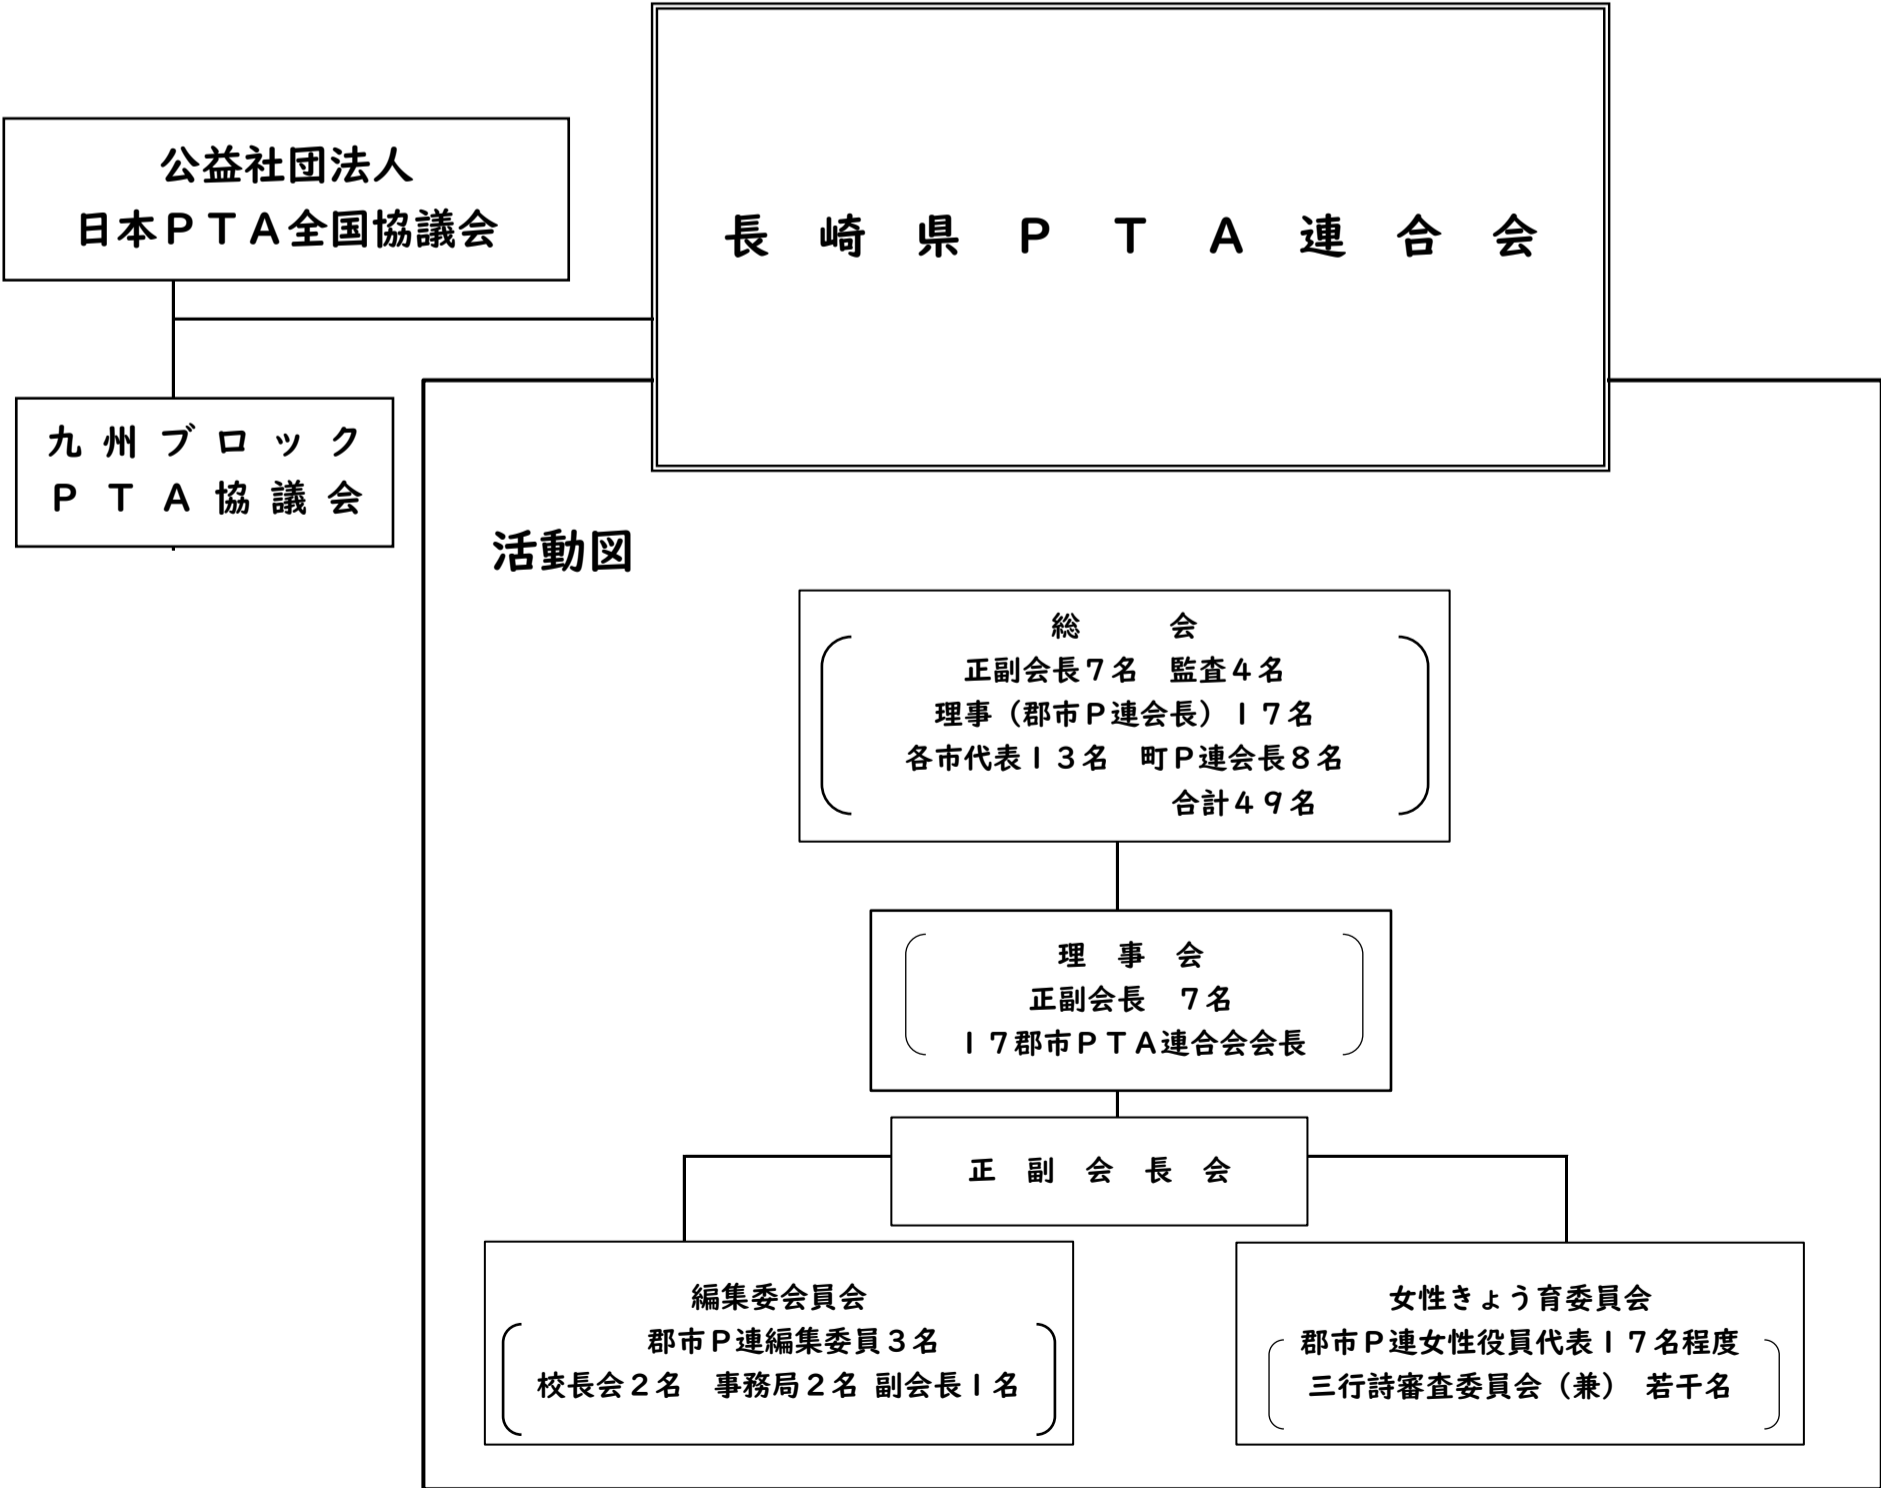 長　崎　県　Ｐ　Ｔ　Ａ　連　合　会
公益社団法人
日本ＰＴＡ全国協議会
九 州 ブ ロ ッ ク
Ｐ Ｔ Ａ 協 議 会
活動図
総　　　会
正副会長７名　監査４名
理事（郡市Ｐ連会長）１７名
各市代表１３名　町Ｐ連会長８名
合計４９名
理　事　会
正副会長　７名
１７郡市ＰＴＡ連合会会長
正　副　会　長　会
編集委会員会
郡市Ｐ連編集委員３名
校長会２名　事務局２名 副会長１名
女性きょう育委員会
郡市Ｐ連女性役員代表１７名程度
三行詩審査委員会（兼）　若干名